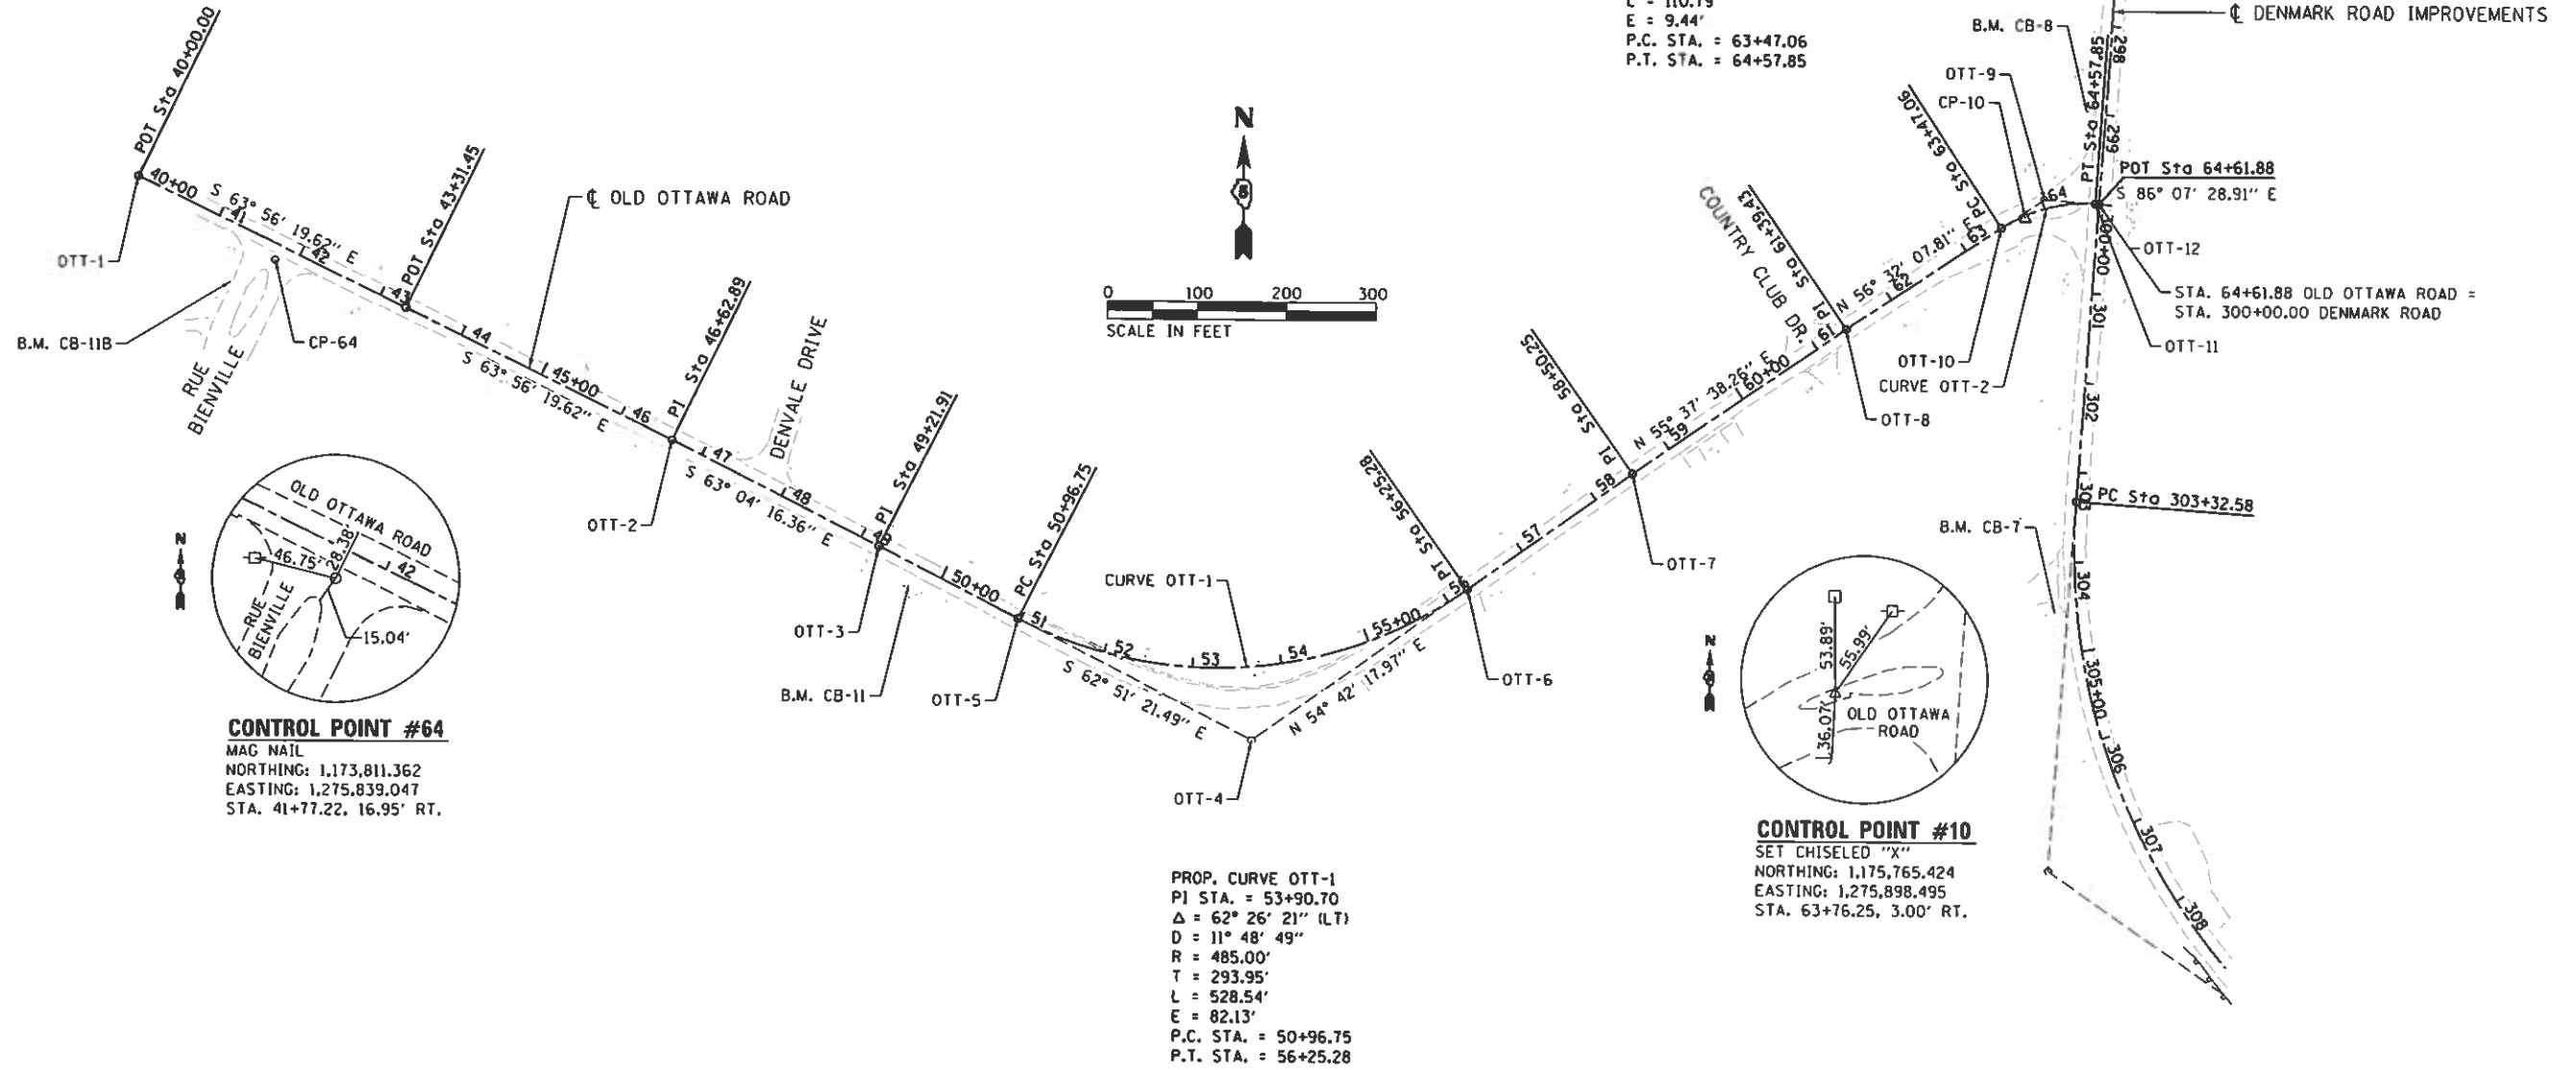 L = 110.79'
E = 9.44'
P.C. STA. = 63+47.06
P.T. STA. = 64+57.85
B.M. CB-8
℄ DENMARK ROAD IMPROVEMENTS
298
299
OTT-9
CP-10
PT Sta 64+57.85
POT Sta 64+61.88
S 86° 07' 28.91" E
OTT-12
STA. 64+61.88 OLD OTTAWA ROAD =
STA. 300+00.00 DENMARK ROAD
OTT-11
300+00
301
302
303
PC Sta 303+32.58
304
305+00
306
307
308
B.M. CB-7
POT Sta 40+00.00
40+00
S 63° 56' 19.62" E
41
42
43
OTT-1
POT Sta 43+31.45
℄ OLD OTTAWA ROAD
B.M. CB-11B
CP-64
RUE
BIENVILLE
44
45+00
46
S 63° 56' 19.62" E
PI Sta 46+62.89
DENVALE DRIVE
47
48
49
S 63° 04' 16.36" E
OTT-2
PI Sta 49+21.91
OTT-3
50+00
PC Sta 50+96.75
51
B.M. CB-11
OTT-5
N
0 100 200 300
SCALE IN FEET
CURVE OTT-1
52
53
54
55+00
56
S 62° 51' 21.49" E
N 54° 42' 17.97" E
OTT-4
PT Sta 56+25.28
OTT-6
57
58
PI Sta 58+50.25
OTT-7
N 55° 37' 38.26" E
59
60+00
61
COUNTRY CLUB DR.
PI Sta 61+39.43
OTT-8
N 56° 32' 07.81" E
62
63
PC Sta 63+47.06
64
OTT-10
CURVE OTT-2
N
OLD OTTAWA ROAD
46.75'
28.38'
42
RUE
BIENVILLE
15.04'
CONTROL POINT #64
MAG NAIL
NORTHING: 1,173,811.362
EASTING: 1,275,839.047
STA. 41+77.22, 16.95' RT.
N
53.89'
55.99'
36.07'
OLD OTTAWA
ROAD
CONTROL POINT #10
SET CHISELED "X"
NORTHING: 1,175,765.424
EASTING: 1,275,898.495
STA. 63+76.25, 3.00' RT.
PROP. CURVE OTT-1
PI STA. = 53+90.70
Δ = 62° 26' 21" (LT)
D = 11° 48' 49"
R = 485.00'
T = 293.95'
L = 528.54'
E = 82.13'
P.C. STA. = 50+96.75
P.T. STA. = 56+25.28